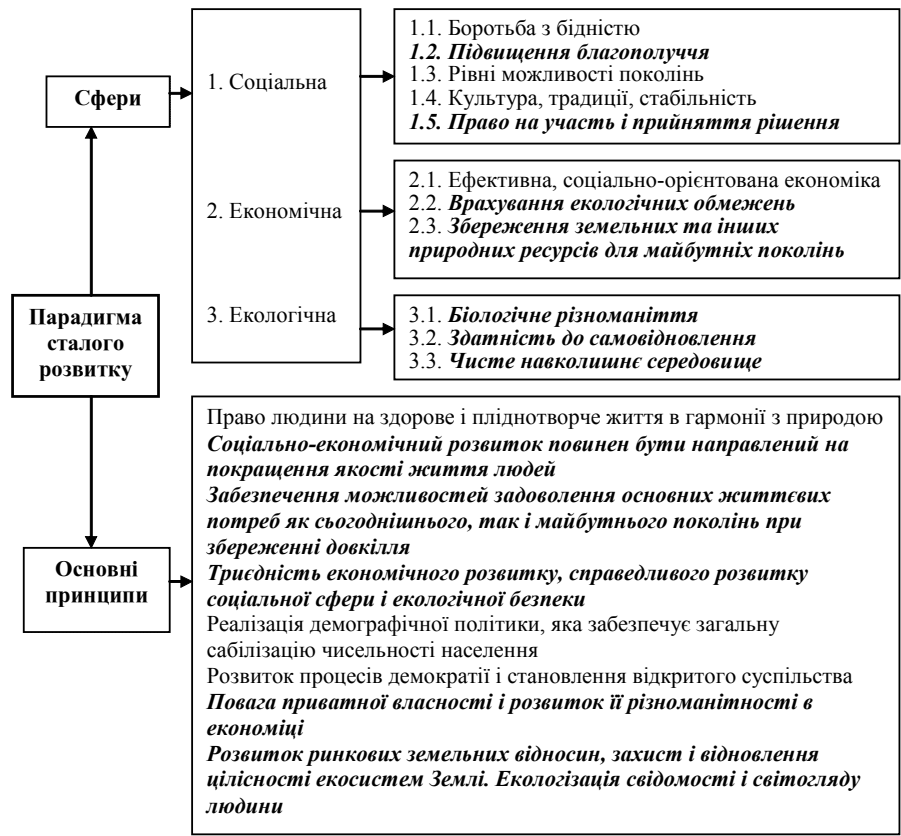 Сфери
1. Соціальна
1.1. Боротьба з бідністю
1.2. Підвищення благополуччя
1.3. Рівні можливості поколінь
1.4. Культура, традиції, стабільність
1.5. Право на участь і прийняття рішення
2. Економічна
2.1. Ефективна, соціально-орієнтована економіка
2.2. Врахування екологічних обмежень
2.3. Збереження земельних та інших
природних ресурсів для майбутніх поколінь
3. Екологічна
3.1. Біологічне різноманіття
3.2. Здатність до самовідновлення
3.3. Чисте навколишнє середовище
Парадигма
сталого
розвитку
Основні
принципи
Право людини на здорове і пліднотворче життя в гармонії з природою
Соціально-економічний розвиток повинен бути направлений на
покращення якості життя людей
Забезпечення можливостей задоволення основних життєвих
потреб як сьогоднішнього, так і майбутнього поколінь при
збереженні довкілля
Триєдність економічного розвитку, справедливого розвитку
соціальної сфери і екологічної безпеки
Реалізація демографічної політики, яка забезпечує загальну
сабілізацію чисельності населення
Розвиток процесів демократії і становлення відкритого суспільства
Повага приватної власності і розвиток її різноманітності в
економіці
Розвиток ринкових земельних відносин, захист і відновлення
цілісності екосистем Землі. Екологізація свідомості і світогляду
людини